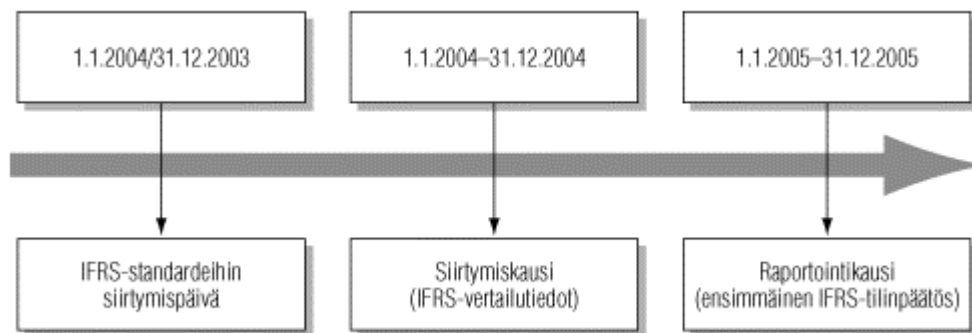 1.1.2004/31.12.2003
1.1.2004–31.12.2004
1.1.2005–31.12.2005
IFRS-standardeihin
siirtymispäivä
Siirtymiskausi
(IFRS-vertailutiedot)
Raportointikausi
(ensimmäinen IFRS-tilinpäätös)